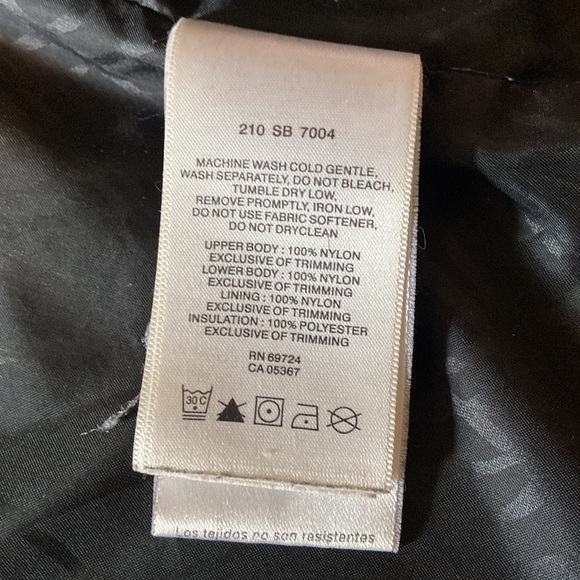 210 SB 7004
MACHINE WASH COLD GENTLE,
WASH SEPARATELY, DO NOT BLEACH,
TUMBLE DRY LOW,
REMOVE PROMPTLY, IRON LOW,
DO NOT USE FABRIC SOFTENER,
DO NOT DRYCLEAN
UPPER BODY : 100% NYLON
EXCLUSIVE OF TRIMMING
LOWER BODY : 100% NYLON
EXCLUSIVE OF TRIMMING
LINING : 100% NYLON
EXCLUSIVE OF TRIMMING
INSULATION : 100% POLYESTER
EXCLUSIVE OF TRIMMING
RN 69724
CA 05367
30 C
Los tejidos no son resistentes